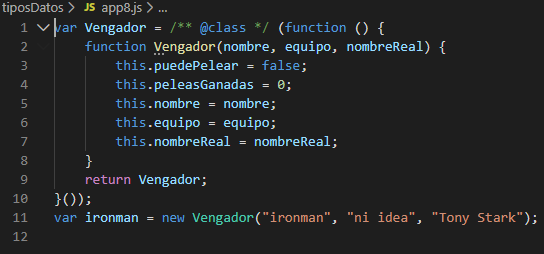 tiposDatos > JS app8.js > ...
1 var Vengador = /** @class */ (function () {
2 function Vengador(nombre, equipo, nombreReal) {
3 this.puedePelear = false;
4 this.peleasGanadas = 0;
5 this.nombre = nombre;
6 this.equipo = equipo;
7 this.nombreReal = nombreReal;
8 }
9 return Vengador;
10 }());
11 var ironman = new Vengador("ironman", "ni idea", "Tony Stark");
12